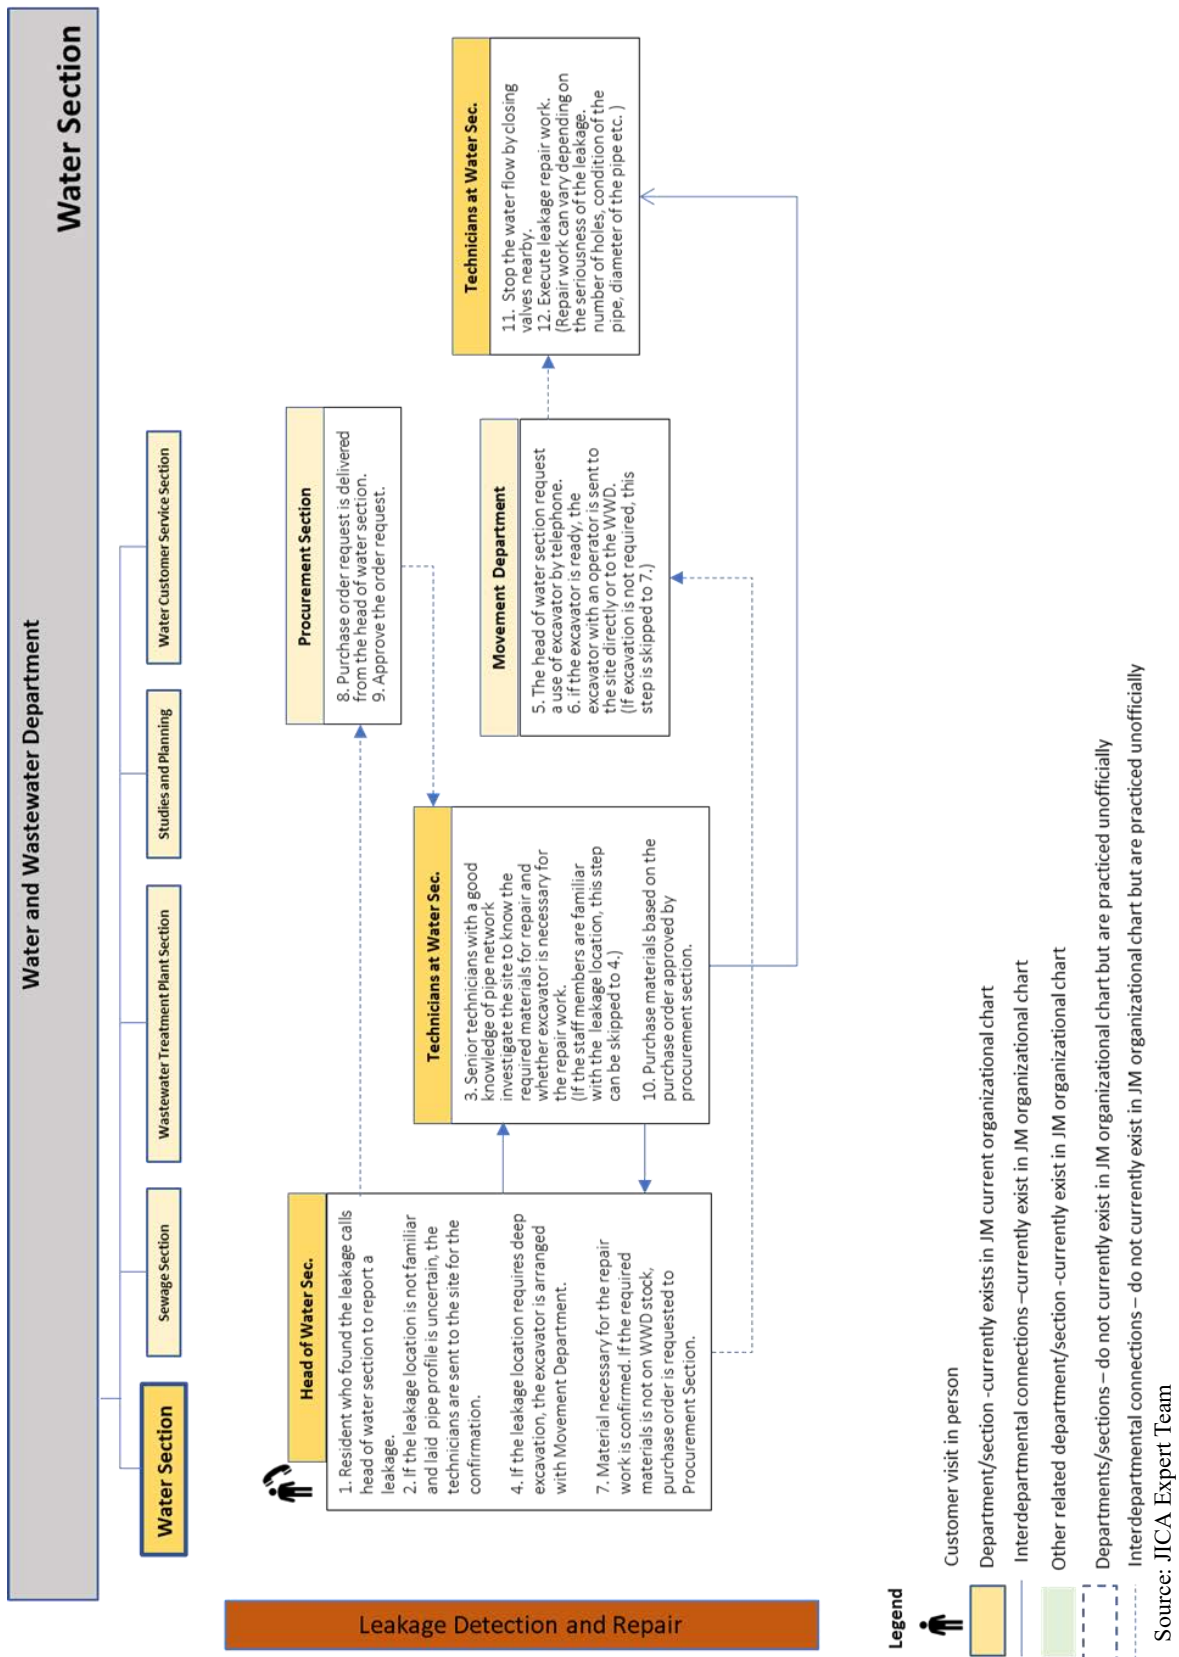 Water and Wastewater Department
Water Section
Water Section
Sewage Section
Wastewater Treatment Plant Section
Studies and Planning
Water Customer Service Section
Leakage Detection and Repair
Head of Water Sec.
1. Resident who found the leakage calls
head of water section to report a
leakage.
2. If the leakage location is not familiar
and laid pipe profile is uncertain, the
technicians are sent to the site for the
confirmation.
4. If the leakage location requires deep
excavation, the excavator is arranged
with Movement Department.
7. Material necessary for the repair
work is confirmed. If the required
materials is not on WWD stock,
purchase order is requested to
Procurement Section.
Technicians at Water Sec.
3. Senior technicians with a good
knowledge of pipe network
investigate the site to know the
required materials for repair and
whether excavator is necessary for
the repair work.
(If the staff members are familiar
with the leakage location, this step
can be skipped to 4.)
10. Purchase materials based on the
purchase order approved by
procurement section.
Procurement Section
8. Purchase order request is delivered
from the head of water section.
9. Approve the order request.
Movement Department
5. The head of water section request
a use of excavator by telephone.
6. if the excavator is ready, the
excavator with an operator is sent to
the site directly or to the WWD.
(If excavation is not required, this
step is skipped to 7.)
Technicians at Water Sec.
11. Stop the water flow by closing
valves nearby.
12. Execute leakage repair work.
(Repair work can vary depending on
the seriousness of the leakage.
number of holes, condition of the
pipe, diameter of the pipe etc. )
Legend
Customer visit in person
Department/section -currently exists in JM current organizational chart
Interdepartmental connections –currently exist in JM organizational chart
Other related department/section -currently exist in JM organizational chart
Departments/sections – do not currently exist in JM organizational chart but are practiced unofficially
Interdepartmental connections – do not currently exist in JM organizational chart but are practiced unofficially
Source: JICA Expert Team